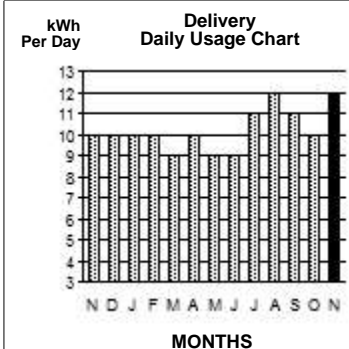 kWh
Per Day
Delivery
Daily Usage Chart
13
12
11
10
9
8
7
6
5
4
3
N D J F M A M J J A S O N
MONTHS